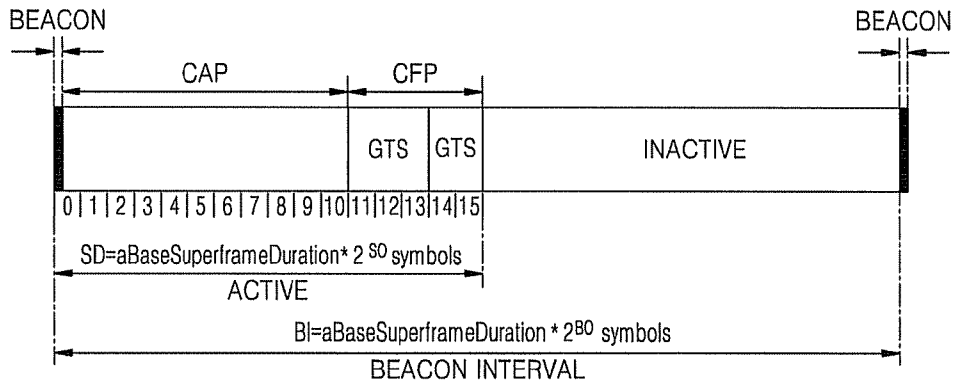 BEACON BEACON
CAP CFP
GTS GTS INACTIVE
0|1|2|3|4|5|6|7|8|9|10|11|12|13|14|15
SD=aBaseSuperframeDuration* 2 SO symbols
ACTIVE
BI=aBaseSuperframeDuration * 2BO symbols
BEACON INTERVAL